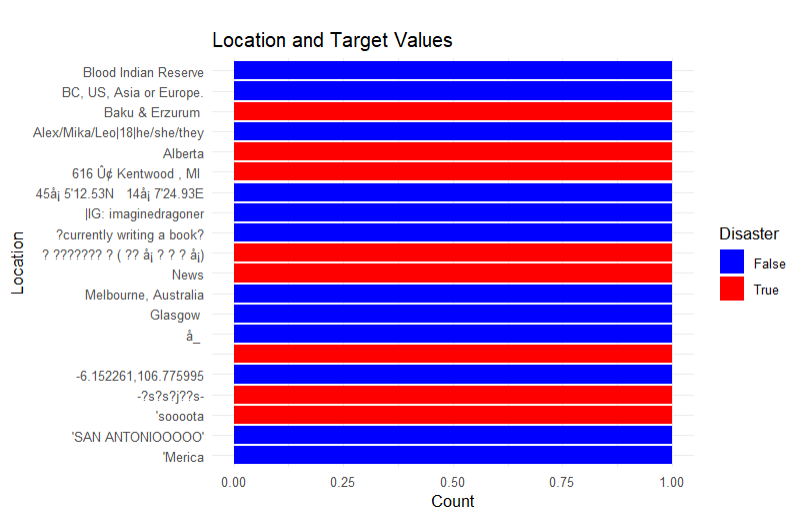 Location and Target Values
Blood Indian Reserve
BC, US, Asia or Europe.
Baku & Erzurum
Alex/Mika/Leo|18|he/she/they
Alberta
616 Û¢ Kentwood , MI
45å¡ 5'12.53N   14å¡ 7'24.93E
|IG: imaginedragoner
?currently writing a book?
? ??????? ? ( ?? å¡ ? ? ? å¡)
News
Melbourne, Australia
Glasgow
å_
-6.152261,106.775995
-?s?s?j??s-
'soooota
'SAN ANTONIOOOOO'
'Merica
Location
0.00 0.25 0.50 0.75 1.00
Count
Disaster
False
True